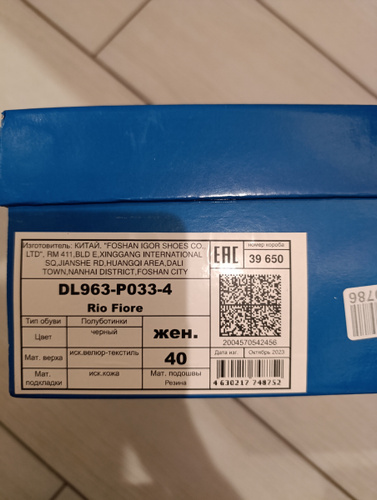 Изготовитель: КИТАЙ, "FOSHAN IGOR SHOES CO.,
LTD", RM 411,BLD E,XINGGANG INTERNATIONAL
SQ,JIANSHE RD,HUANGQI AREA,DALI
TOWN,NANHAI DISTRICT,FOSHAN CITY
EAC
номер короба
39 650
DL963-P033-4
Rio Fiore
Тип обуви
Полуботинки
Цвет
черный
жен.
Мат. верха
иск.велюр-текстиль
40
Мат. подкладки
иск.кожа
Мат. подошвы
Резина
2004570542456
Дата изг.
Октябрь 2023
4 630217 748752
786